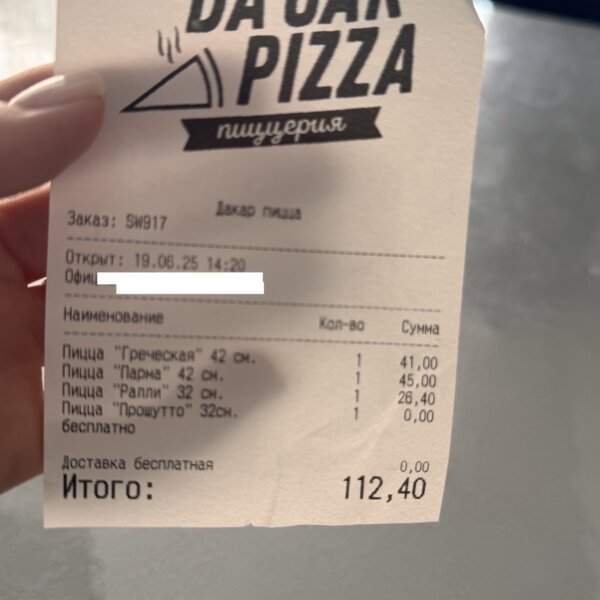 DA CAR
PIZZA
пиццерия
Дакар пицца
Заказ: SW917
Открыт: 19.06.25 14:20
Наименование Кол-во Сумма
Пицца "Греческая" 42 см. 1 41,00
Пицца "Парма" 42 см. 1 45,00
Пицца "Ралли" 32 см. 1 26,40
Пицца "Прошутто" 32см. 1 0,00
бесплатно
Доставка бесплатная 0,00
Итого: 112,40